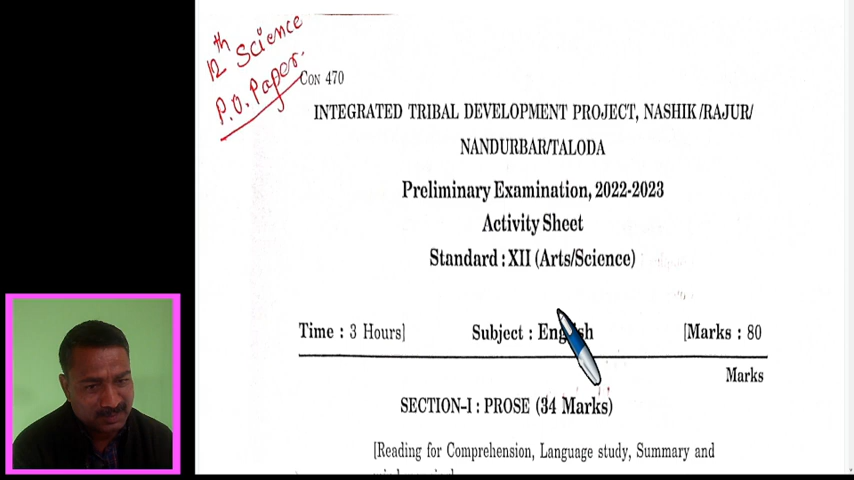 12th Science
P.O. Paper.
CON 470
INTEGRATED TRIBAL DEVELOPMENT PROJECT, NASHIK/RAJUR/
NANDURBAR/TALODA
Preliminary Examination, 2022-2023
Activity Sheet
Standard : XII (Arts/Science)
Time : 3 Hours]
Subject : English
[Marks : 80
Marks
SECTION–I : PROSE (34 Marks)
[Reading for Comprehension, Language study, Summary and